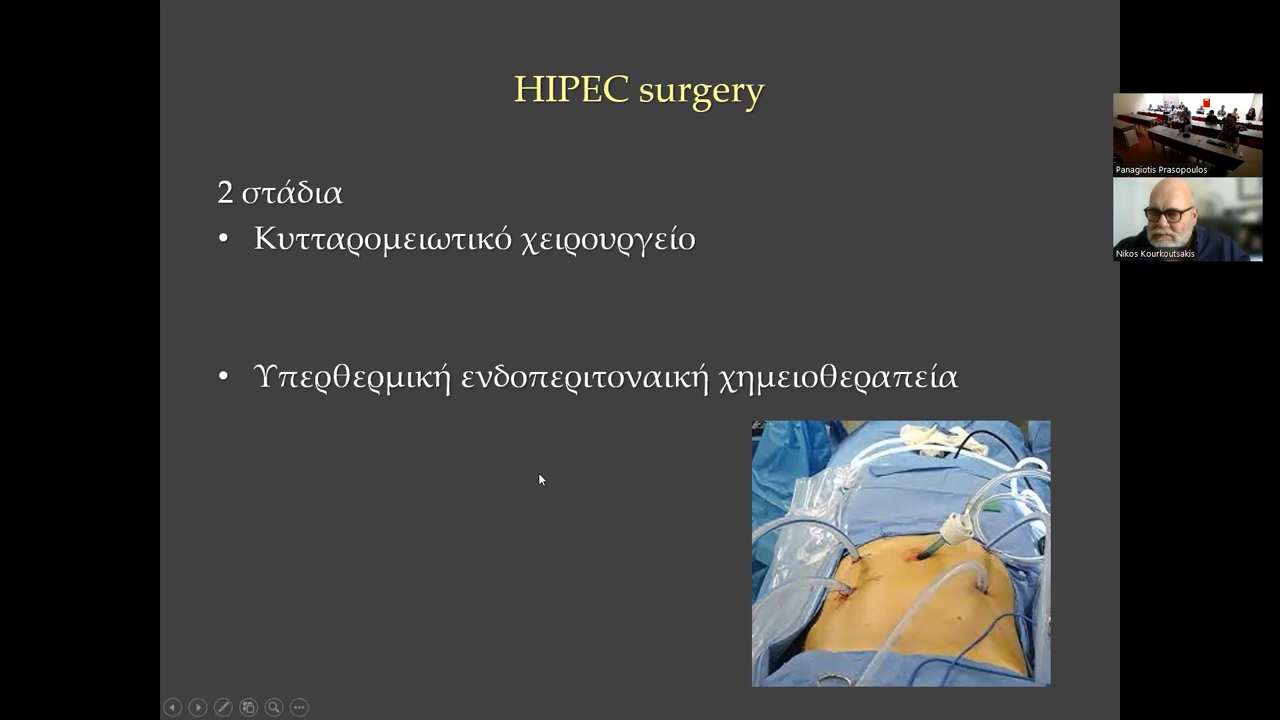 HIPEC surgery
2 στάδια
• Κυτταρομειωτικό χειρουργείο
• Υπερθερμική ενδοπεριτοναική χημειοθεραπεία
Panagiotis Prasopoulos
Nikos Kourkoutsakis